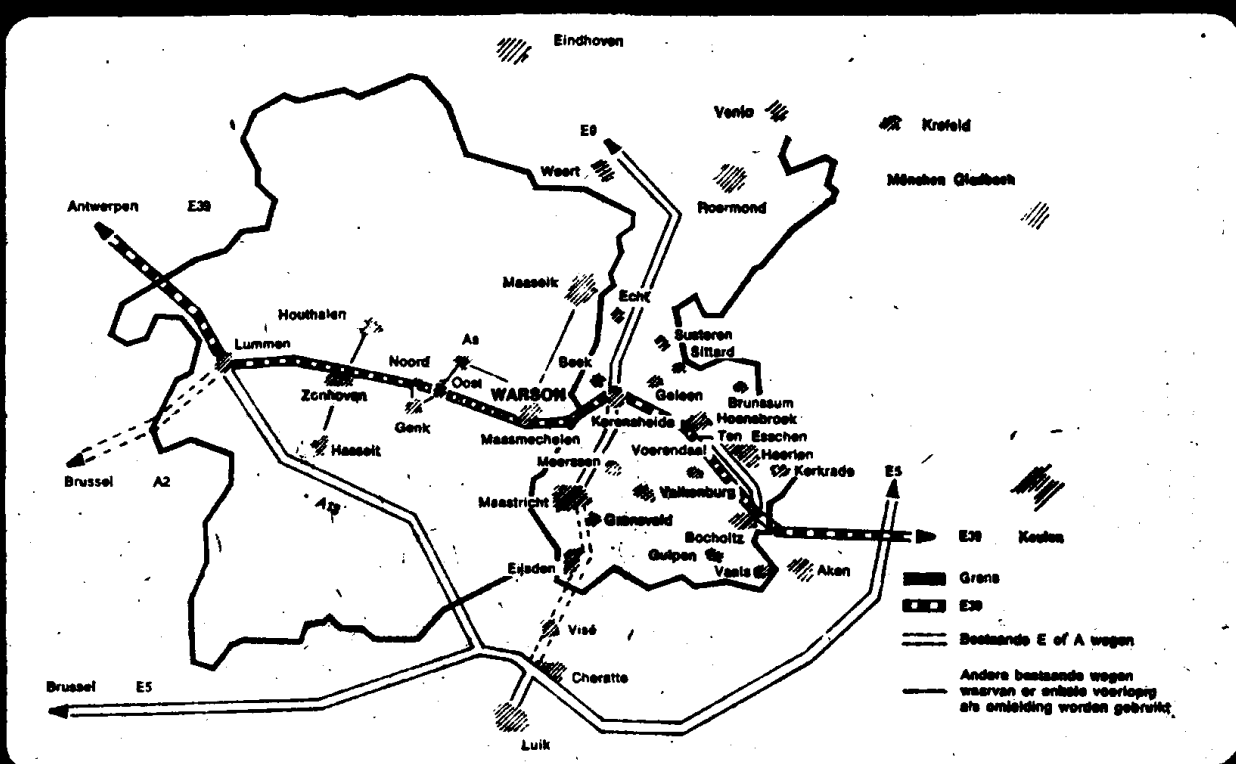 Eindhoven
Venlo
Krefeld
E9
Weert
Roermond
München Gladbach
Antwerpen E39
Maaseik
Echt
Houthalen
Susteren
Sittard
Lummen
As
Noord
Beek
Oost
WARSON
Geleen
Brunssum
Zonhoven
Hoensbroek
Genk
Kerensheide
Ten Esschen
Maasmechelen
Voerendaal
Heerlen
Hasselt
Meerssen
Kerkrade
E5
Brussel A2
Valkenburg
Maastricht
A13
Gronsveld
Bocholtz
E39 Keulen
Gulpen
Eijsden
Vaals
Aken
Grens
E39
Visé
Bestaande E of A wegen
Cheratte
Andere bestaande wegen
waarvan er enkele voorlopig
als omleiding worden gebruikt
Brussel E5
Luik